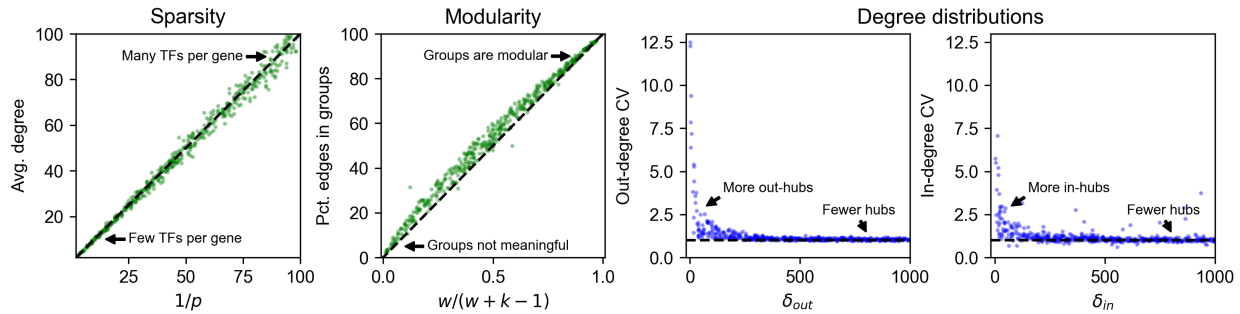 Sparsity
Modularity
Degree distributions
100
80
60
40
20
Avg. degree
Many TFs per gene
Few TFs per gene
25
50
75
100
1/p
100
80
60
40
20
0
Pct. edges in groups
Groups are modular
Groups not meaningful
0.0
0.5
1.0
w/(w + k − 1)
12.5
10.0
7.5
5.0
2.5
0.0
Out-degree CV
More out-hubs
Fewer hubs
0
500
1000
δout
12.5
10.0
7.5
5.0
2.5
0.0
In-degree CV
More in-hubs
Fewer hubs
0
500
1000
δin